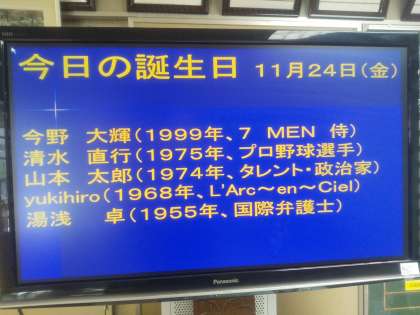 今日の誕生日 11月24日(金)
今野 大輝(1999年、7 MEN 侍)
清水 直行(1975年、プロ野球選手)
山本 太郎(1974年、タレント・政治家)
yukihiro(1968年、L'Arc～en～Ciel)
湯浅 卓(1955年、国際弁護士)
Panasonic